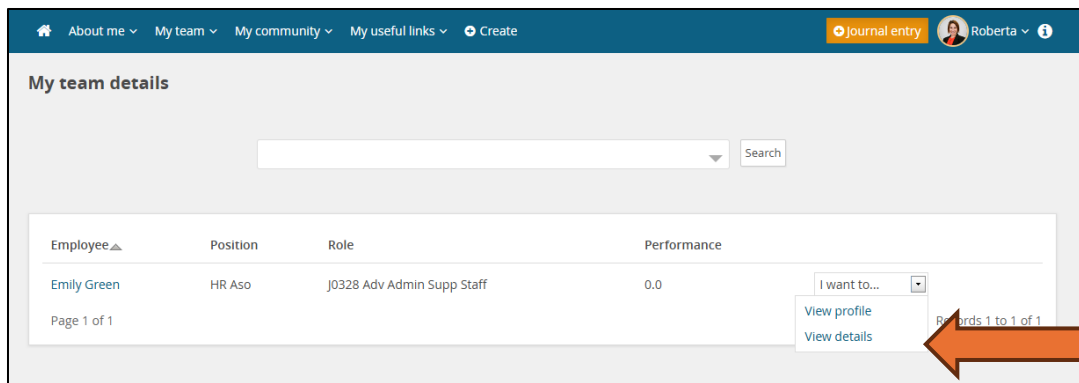 About me My team My community My useful links Create Journal entry Roberta
My team details
Search
Employee Position Role Performance
Emily Green HR Aso J0328 Adv Admin Supp Staff 0.0 I want to...
View profile
Page 1 of 1 Records 1 to 1 of 1
View details